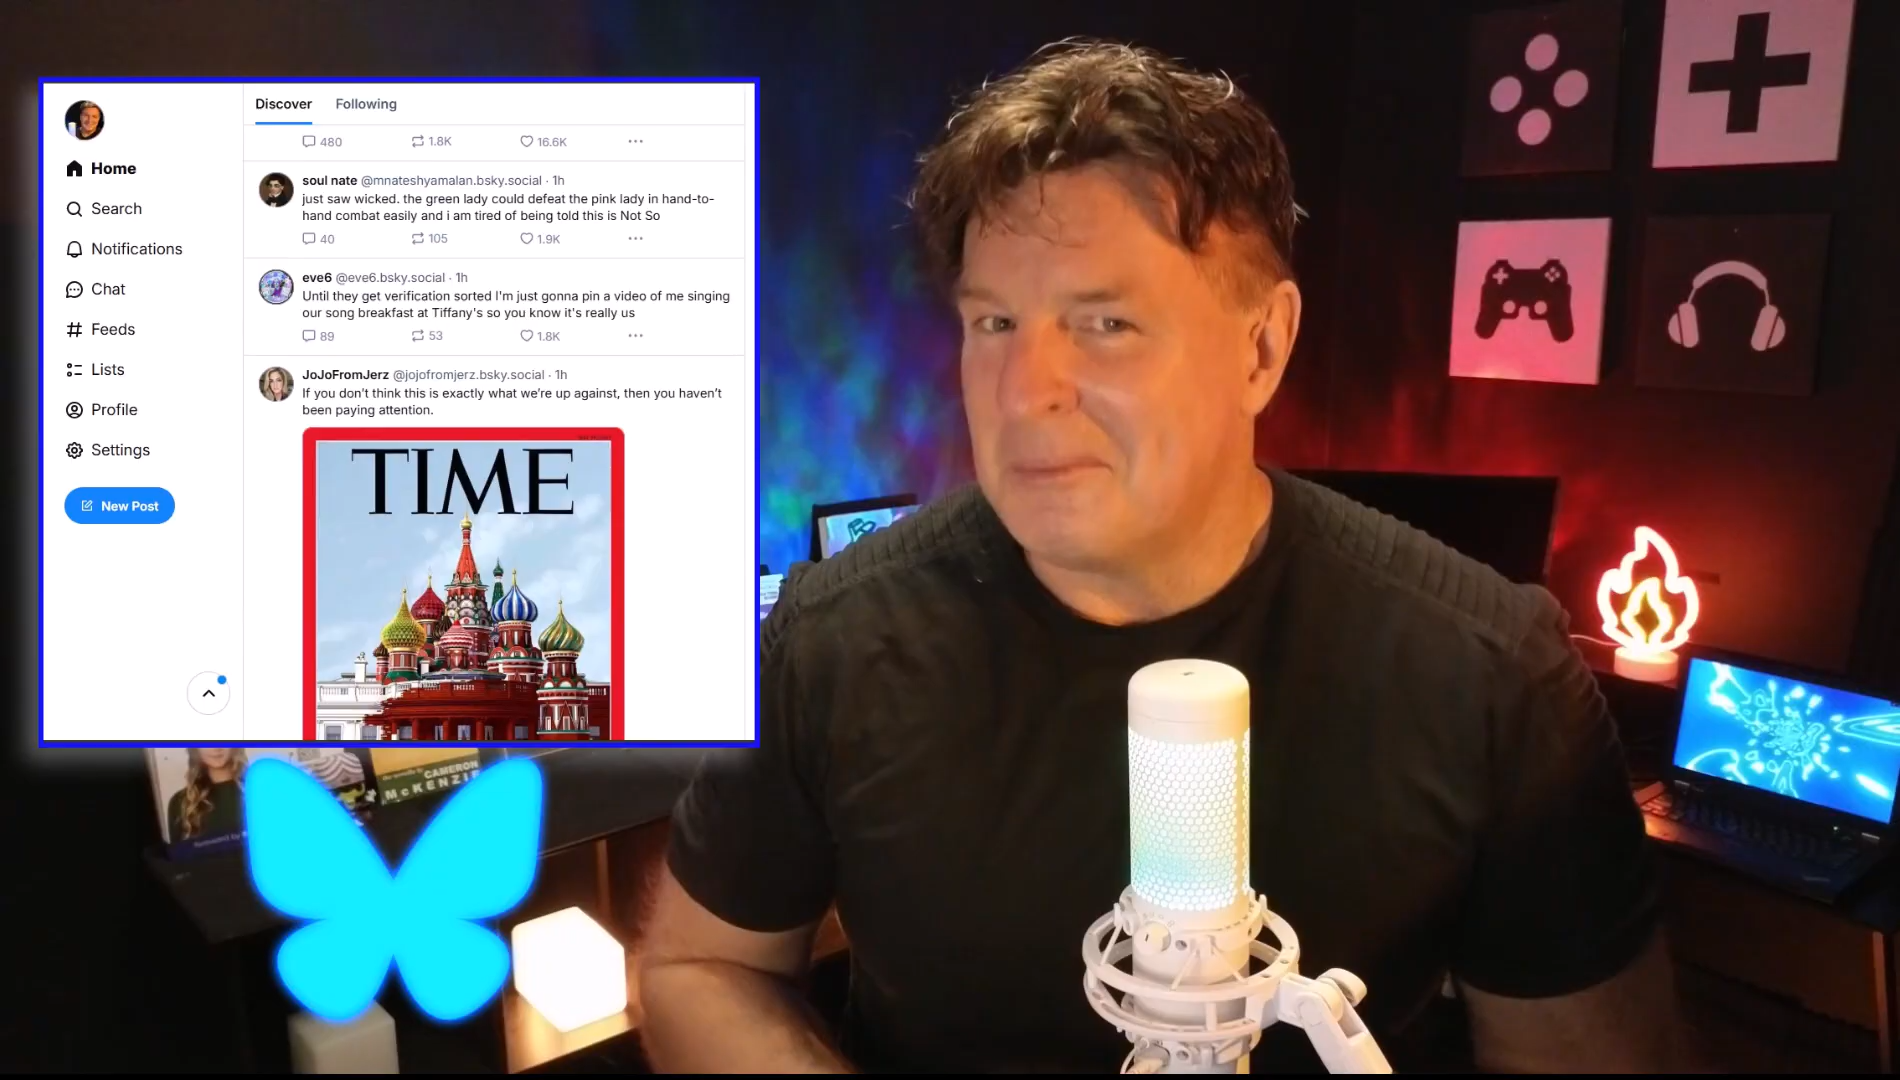 Discover Following
480 1.8K 16.6K
Home
Search
Notifications
Chat
Feeds
Lists
Profile
Settings
New Post
soul nate @mnateshyamalan.bsky.social · 1h
just saw wicked. the green lady could defeat the pink lady in hand-to-
hand combat easily and i am tired of being told this is Not So
40 105 1.9K
eve6 @eve6.bsky.social · 1h
Until they get verification sorted I'm just gonna pin a video of me singing
our song breakfast at Tiffany's so you know it's really us
89 53 1.8K
JoJoFromJerz @jojofromjerz.bsky.social · 1h
If you don't think this is exactly what we're up against, then you haven't
been paying attention.
TIME
CAMERON
McKENZIE